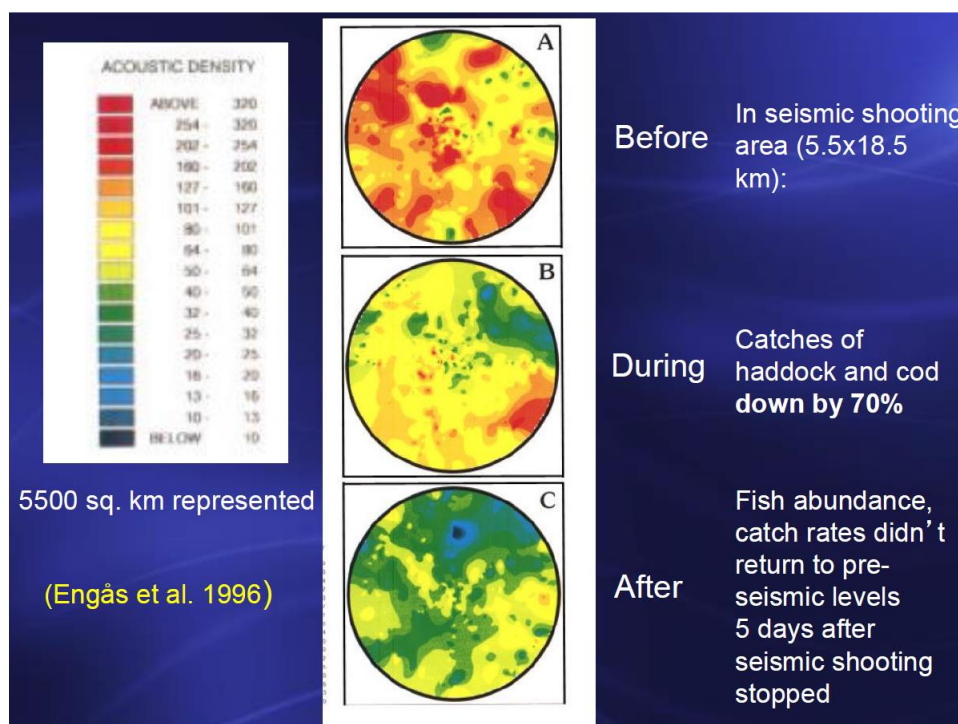 ACOUSTIC DENSITY
ABOVE 320
254 - 320
202 - 254
160 - 202
127 - 160
101 - 127
80 - 101
64 - 80
50 - 64
40 - 50
32 - 40
25 - 32
20 - 25
16 - 20
13 - 16
10 - 13
BELOW 10
5500 sq. km represented
(Engås et al. 1996)
A
B
C
Before
In seismic shooting
area (5.5x18.5
km):
During
Catches of
haddock and cod
down by 70%
After
Fish abundance,
catch rates didn’t
return to pre-
seismic levels
5 days after
seismic shooting
stopped